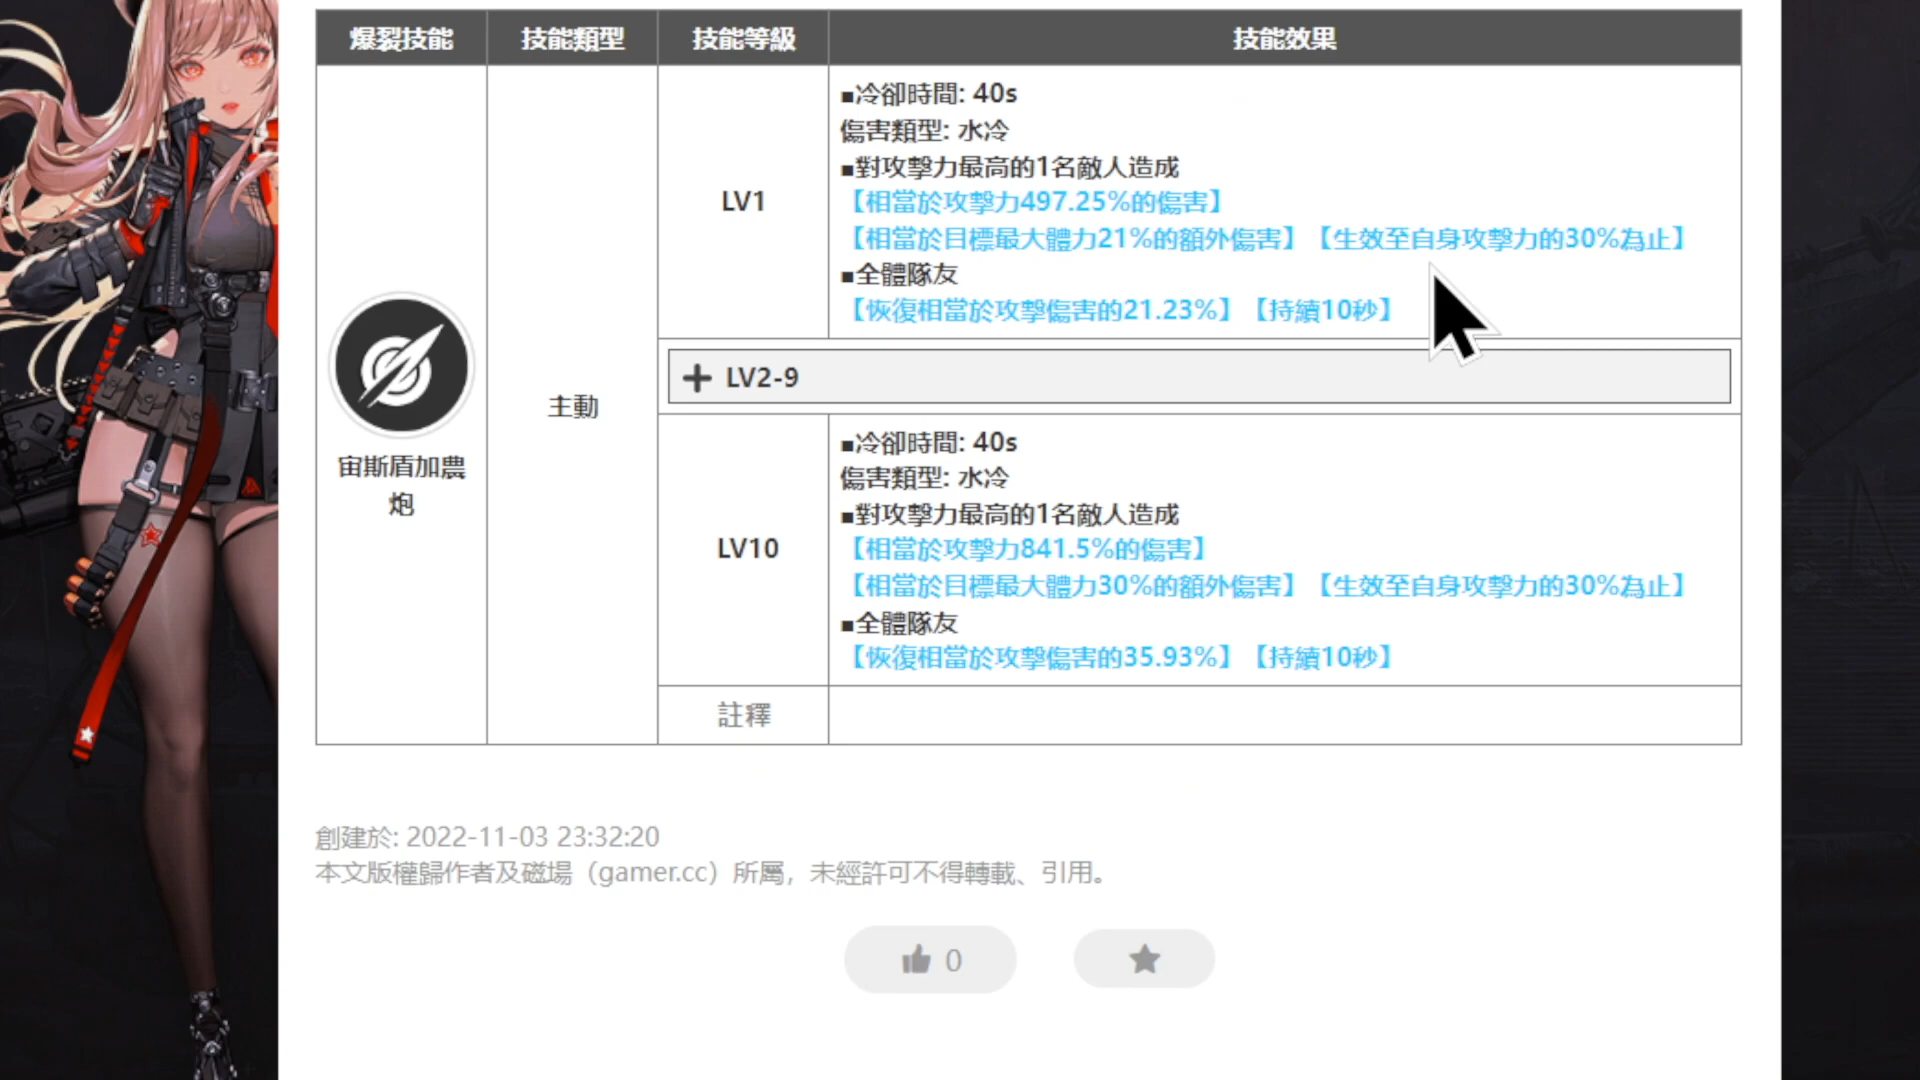 爆裂技能 技能類型 技能等級 技能效果
宙斯盾加農
炮
主動
LV1
■冷卻時間: 40s
傷害類型: 水冷
■對攻擊力最高的1名敵人造成
【相當於攻擊力497.25%的傷害】
【相當於目標最大體力21%的額外傷害】【生效至自身攻擊力的30%為止】
■全體隊友
【恢復相當於攻擊傷害的21.23%】【持續10秒】
LV2-9
LV10
■冷卻時間: 40s
傷害類型: 水冷
■對攻擊力最高的1名敵人造成
【相當於攻擊力841.5%的傷害】
【相當於目標最大體力30%的額外傷害】【生效至自身攻擊力的30%為止】
■全體隊友
【恢復相當於攻擊傷害的35.93%】【持續10秒】
註釋
創建於: 2022-11-03 23:32:20
本文版權歸作者及磁場（gamer.cc）所屬，未經許可不得轉載、引用。
0